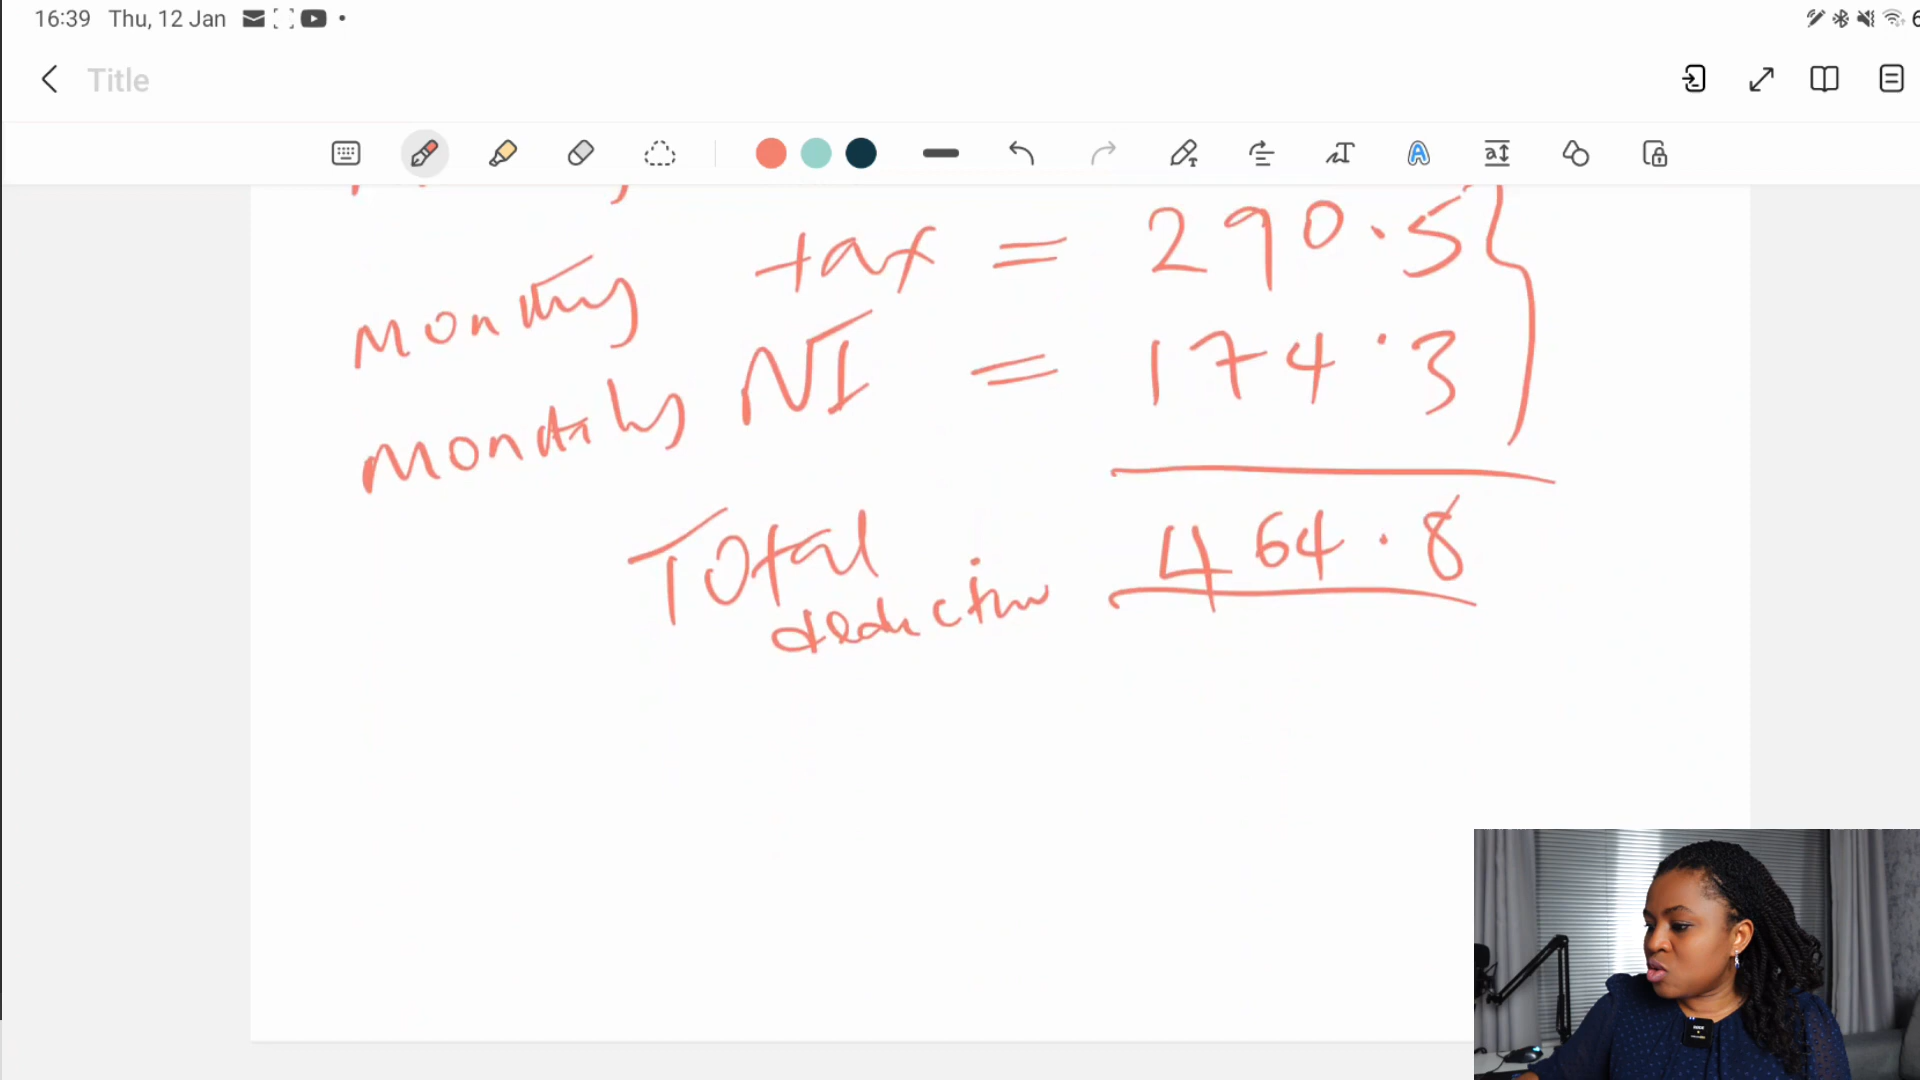 16:39 Thu, 12 Jan
Title
monthly tax = 290.5
monthly NI = 174.3
Total 464.8
deduction